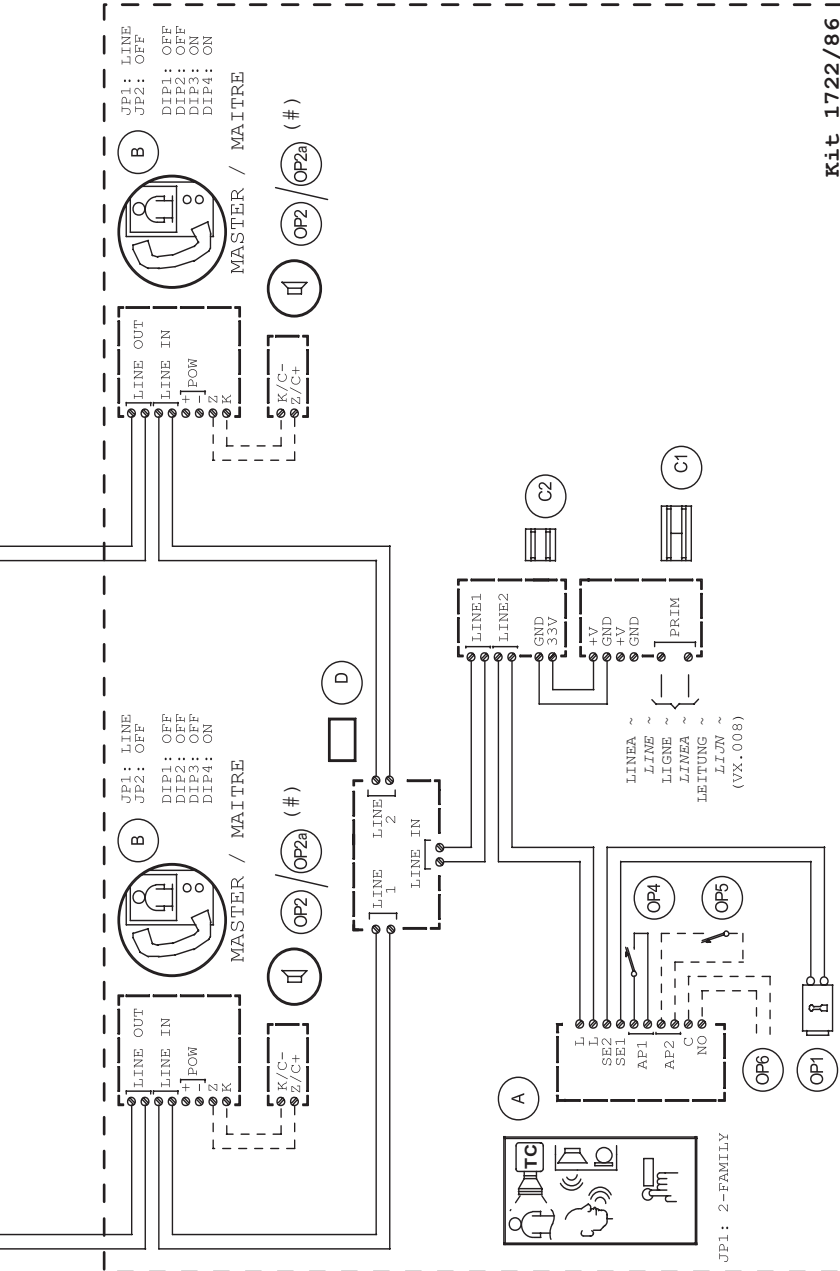 Kit 1722/86
JP1: LINE
JP2: OFF
DIP1: OFF
DIP2: OFF
DIP3: OFF
DIP4: ON
B
MASTER / MAITRE
OP2 / OP2a (#)
LINE OUT
LINE IN
+
- POW
Z
K
K/C-
Z/C+
JP1: LINE
JP2: OFF
DIP1: OFF
DIP2: OFF
DIP3: ON
DIP4: ON
B
MASTER / MAITRE
OP2 / OP2a (#)
LINE OUT
LINE IN
+
- POW
Z
K
K/C-
Z/C+
D
LINE 1
LINE 2
LINE IN
C2
LINE1
LINE2
GND
33V
C1
+V
GND
+V
GND
PRIM
LINEA ~
LINE ~
LIGNE ~
LINEA ~
LEITUNG ~
LIJN ~
(VX.008)
A
TC
JP1: 2-FAMILY
L
L
SE2
SE1
AP1
AP2
C
NO
OP4
OP5
OP6
OP1